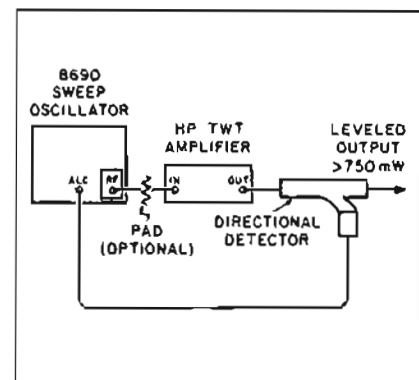 8690
SWEEP
OSCILLATOR
HP TWT
AMPLIFIER
LEVELED
OUTPUT
>750 mW
ALC
RF
IN
OUT
PAD
(OPTIONAL)
DIRECTIONAL
DETECTOR